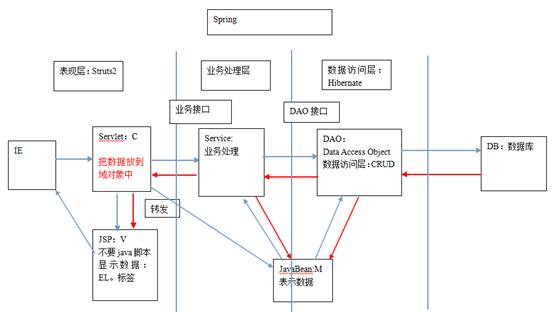 Spring
表现层:Struts2
业务处理层
数据访问层：
Hibernate
业务接口
DAO 接口
IE
Servlet：C
把数据放到
域对象中
Service:
业务处理
DAO：
Data Access Object
数据访问层:CRUD
DB：数据库
转发
JSP：V
不要 java 脚本
显示数据：
EL。标签
JavaBean:M
表示数据